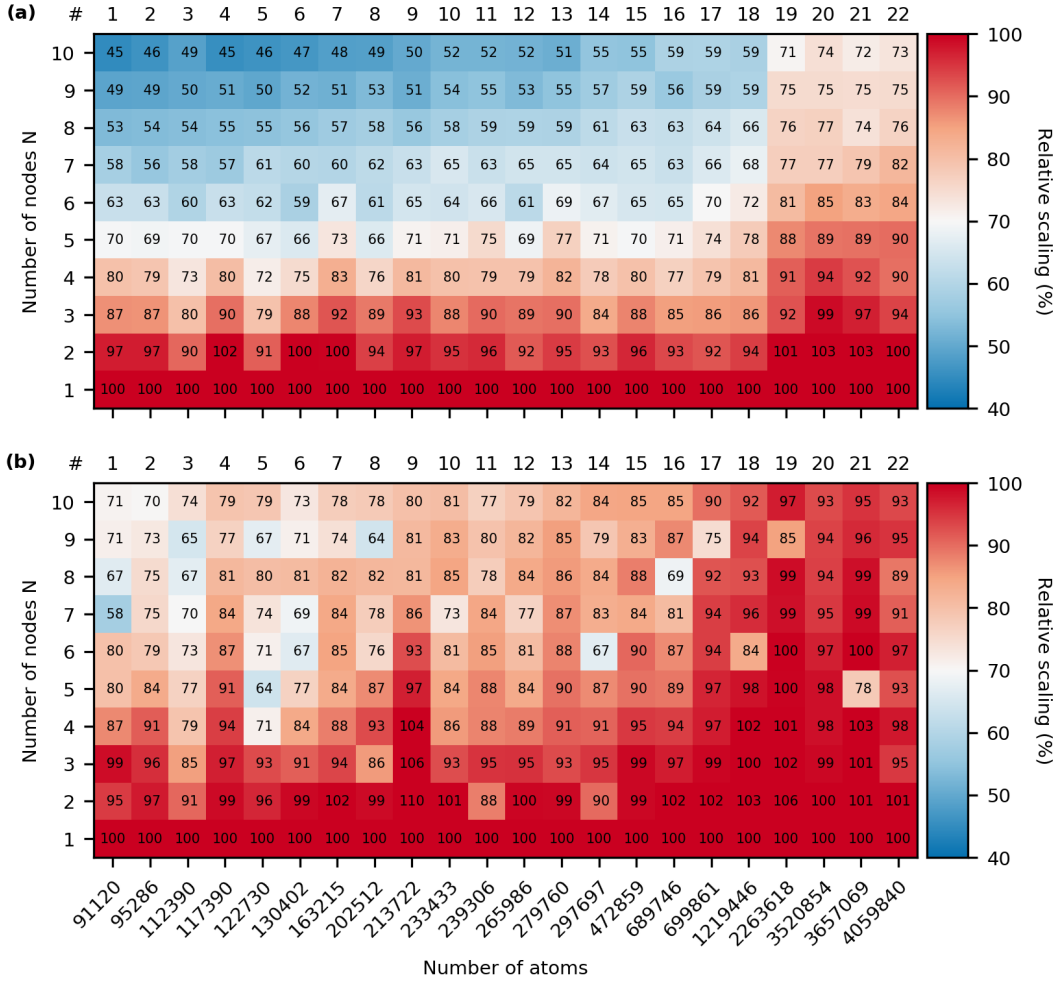 (a) # 1 2 3 4 5 6 7 8 9 10 11 12 13 14 15 16 17 18 19 20 21 22
10 45 46 49 45 46 47 48 49 50 52 52 52 51 55 55 59 59 59 71 74 72 73 100
9 49 49 50 51 50 52 51 53 51 54 55 53 55 57 59 56 59 59 75 75 75 75 90
8 53 54 54 55 55 56 57 58 56 58 59 59 59 61 63 63 64 66 76 77 74 76 80
7 58 56 58 57 61 60 60 62 63 65 63 65 65 64 65 63 66 68 77 77 79 82
6 63 63 60 63 62 59 67 61 65 64 66 61 69 67 65 65 70 72 81 85 83 84 70
5 70 69 70 70 67 66 73 66 71 71 75 69 77 71 70 71 74 78 88 89 89 90 60
4 80 79 73 80 72 75 83 76 81 80 79 79 82 78 80 77 79 81 91 94 92 90
3 87 87 80 90 79 88 92 89 93 88 90 89 90 84 88 85 86 86 92 99 97 94 50
2 97 97 90 102 91 100 100 94 97 95 96 92 95 93 96 93 92 94 101 103 103 100
1 100 100 100 100 100 100 100 100 100 100 100 100 100 100 100 100 100 100 100 100 100 100 40
Number of nodes N
Relative scaling (%)
(b) # 1 2 3 4 5 6 7 8 9 10 11 12 13 14 15 16 17 18 19 20 21 22
10 71 70 74 79 79 73 78 78 80 81 77 79 82 84 85 85 90 92 97 93 95 93 100
9 71 73 65 77 67 71 74 64 81 83 80 82 85 79 83 87 75 94 85 94 96 95 90
8 67 75 67 81 80 81 82 82 81 85 78 84 86 84 88 69 92 93 99 94 99 89 80
7 58 75 70 84 74 69 84 78 86 73 84 77 87 83 84 81 94 96 99 95 99 91
6 80 79 73 87 71 67 85 76 93 81 85 81 88 67 90 87 94 84 100 97 100 97 70
5 80 84 77 91 64 77 84 87 97 84 88 84 90 87 90 89 97 98 100 98 78 93 60
4 87 91 79 94 71 84 88 93 104 86 88 89 91 91 95 94 97 102 101 98 103 98
3 99 96 85 97 93 91 94 86 106 93 95 95 93 95 99 97 99 100 102 99 101 95 50
2 95 97 91 99 96 99 102 99 110 101 88 100 99 90 99 102 102 103 106 100 101 101
1 100 100 100 100 100 100 100 100 100 100 100 100 100 100 100 100 100 100 100 100 100 100 40
Number of nodes N
Relative scaling (%)
91120 95286 112390 117390 122730 130402 163215 202512 213722 233433 239306 265986 279760 297697 472859 689746 699861 1219446 2263618 3520854 3657069 4059840
Number of atoms